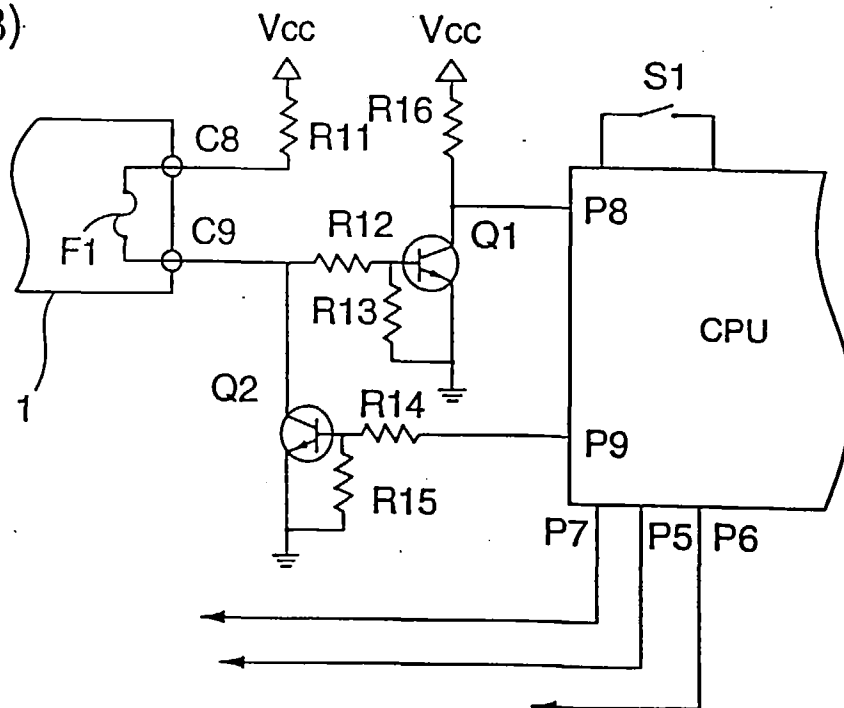 3)
Vcc Vcc
S1
R16
R11
C8
P8
C9
R12
Q1
F1
R13
CPU
1
Q2
R14
P9
R15
P7 P5 P6